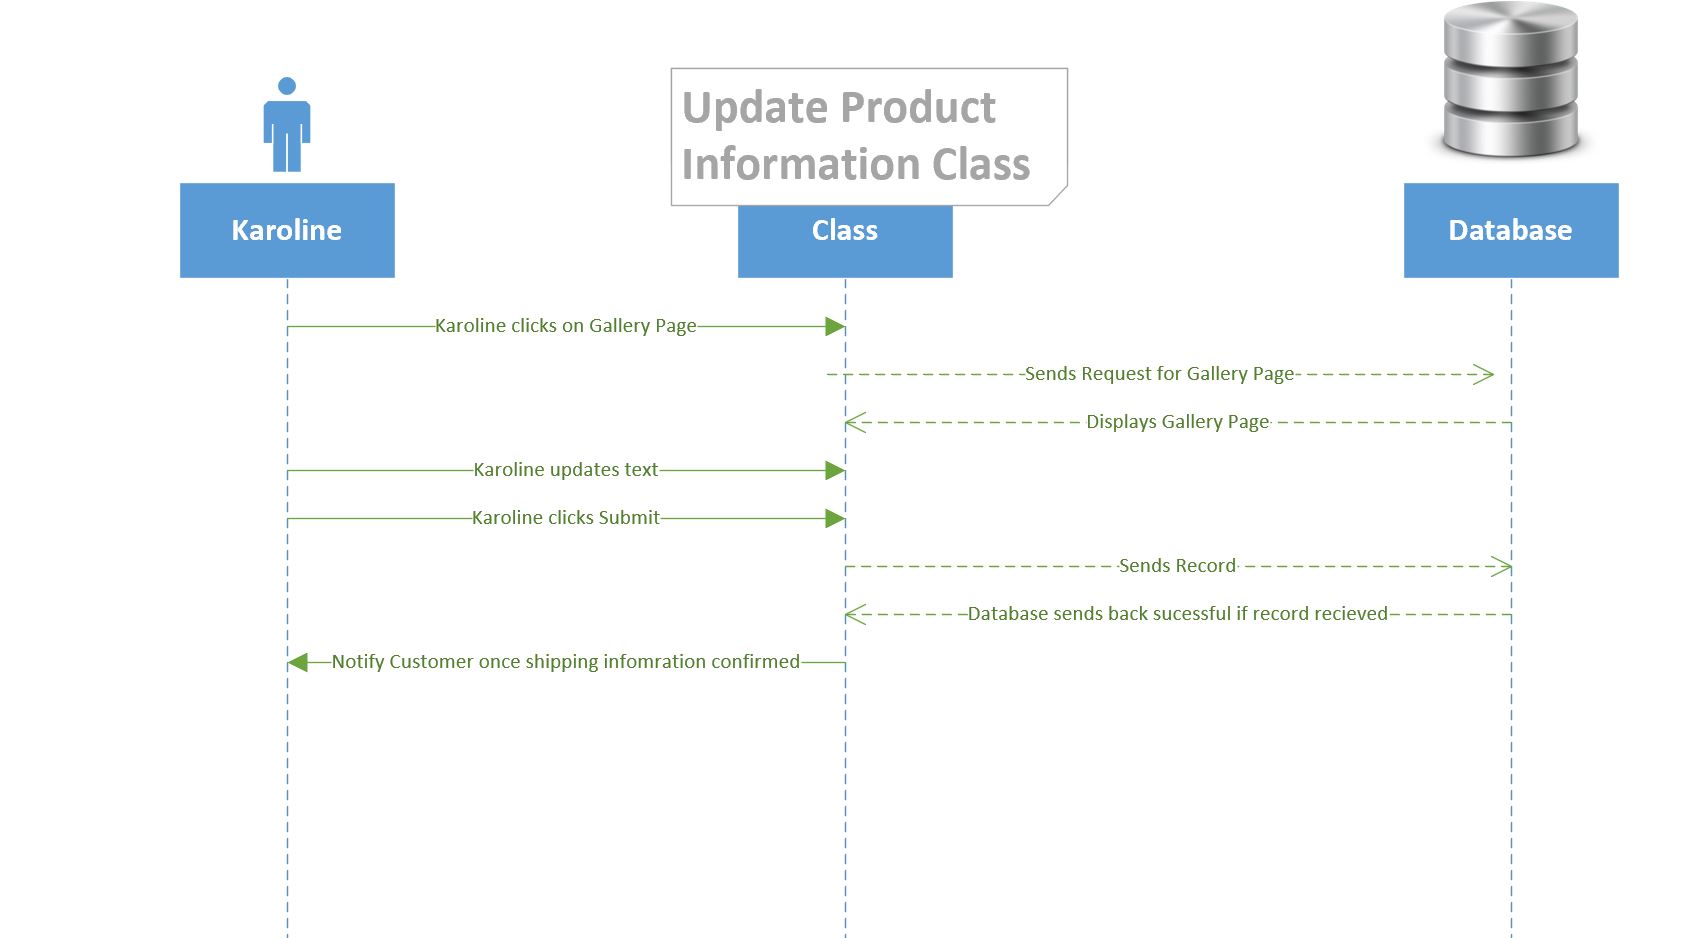 Update Product
Information Class
Karoline
Class
Database
Karoline clicks on Gallery Page
Sends Request for Gallery Page
Displays Gallery Page
Karoline updates text
Karoline clicks Submit
Sends Record
Database sends back sucessful if record recieved
Notify Customer once shipping infomration confirmed